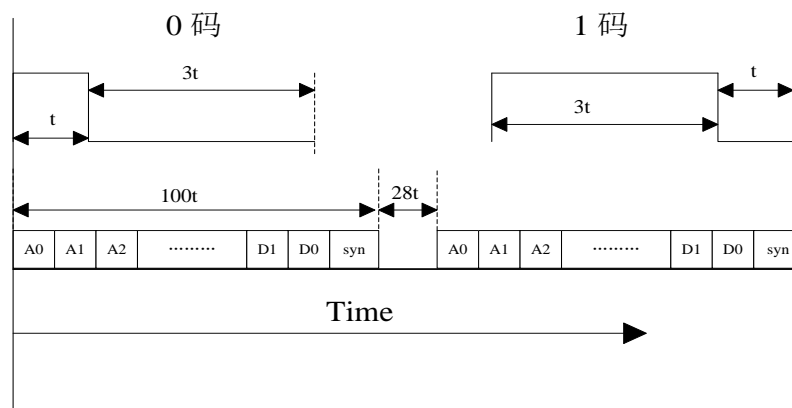 0 码 1 码
3t t
t 3t
100t 28t
A0 A1 A2 ⋯⋯⋯ D1 D0 syn A0 A1 A2 ⋯⋯⋯ D1 D0 syn
Time